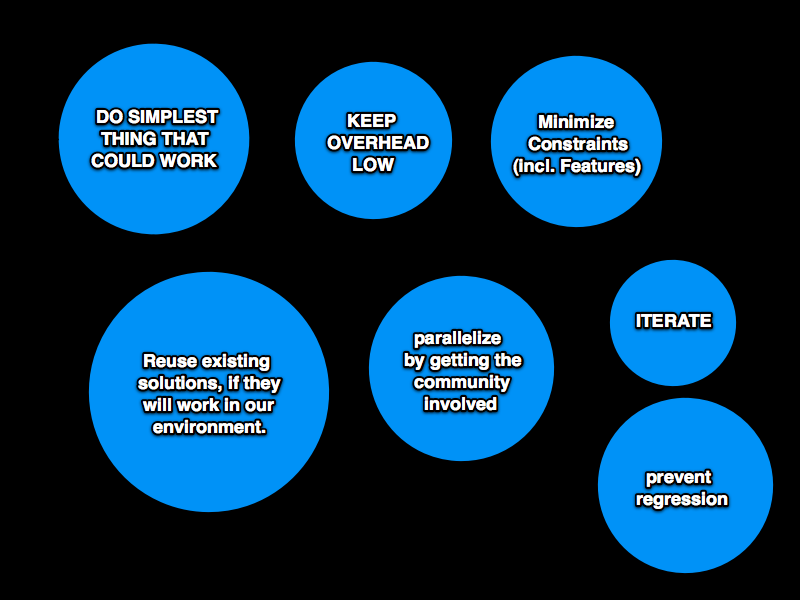 DO SIMPLEST
THING THAT
COULD WORK
KEEP
OVERHEAD
LOW
Minimize
Constraints
(incl. Features)
Reuse existing
solutions, if they
will work in our
environment.
parallelize
by getting the
community
involved
ITERATE
prevent
regression